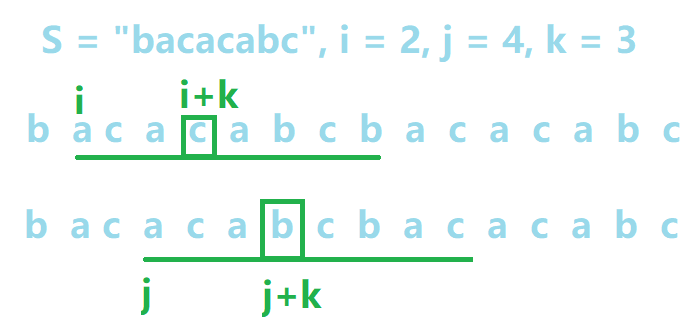 S = "bacacabc", i = 2, j = 4, k = 3
i i+k
b a c a c a b c b a c a c a b c
b a c a c a b c b a c a c a b c
j j+k